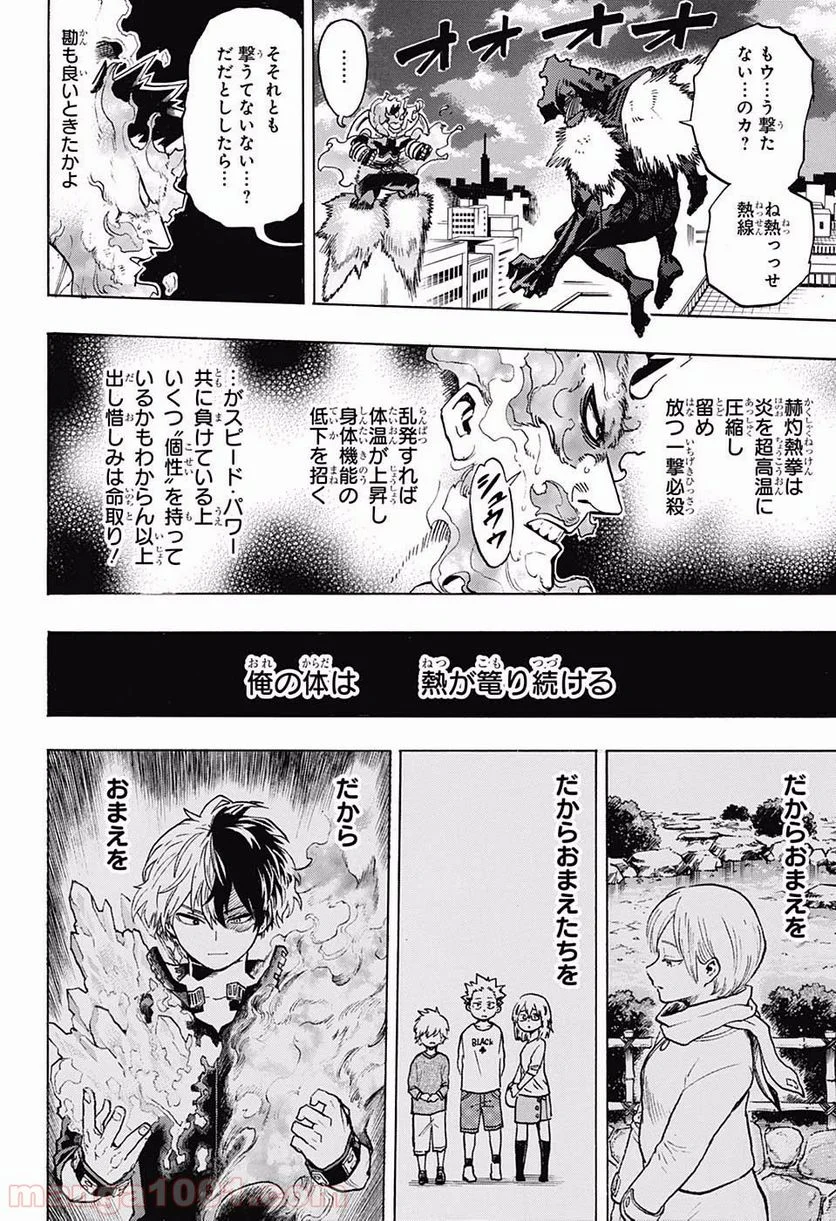 もウ…う撃た
ない…のカ?
ね熱っっせ
熱線
オオオ
………
そそれとも
撃うてないない…?
だだとししたら…
勘も良いときたかよ
赫灼熱拳は
炎を超高温に
圧縮し
留め
放つ一撃必殺
シュウウ
乱発すれば
体温が上昇し
身体機能の
低下を招く
…がスピード・パワー
共に負けている上
いくつ〝個性〟を持って
いるかもわからん以上
出し惜しみは命取り!
俺の体は 熱が篭り続ける
だからおまえを
だからおまえたちを
BLACK
だから
おまえを
manga1001.com